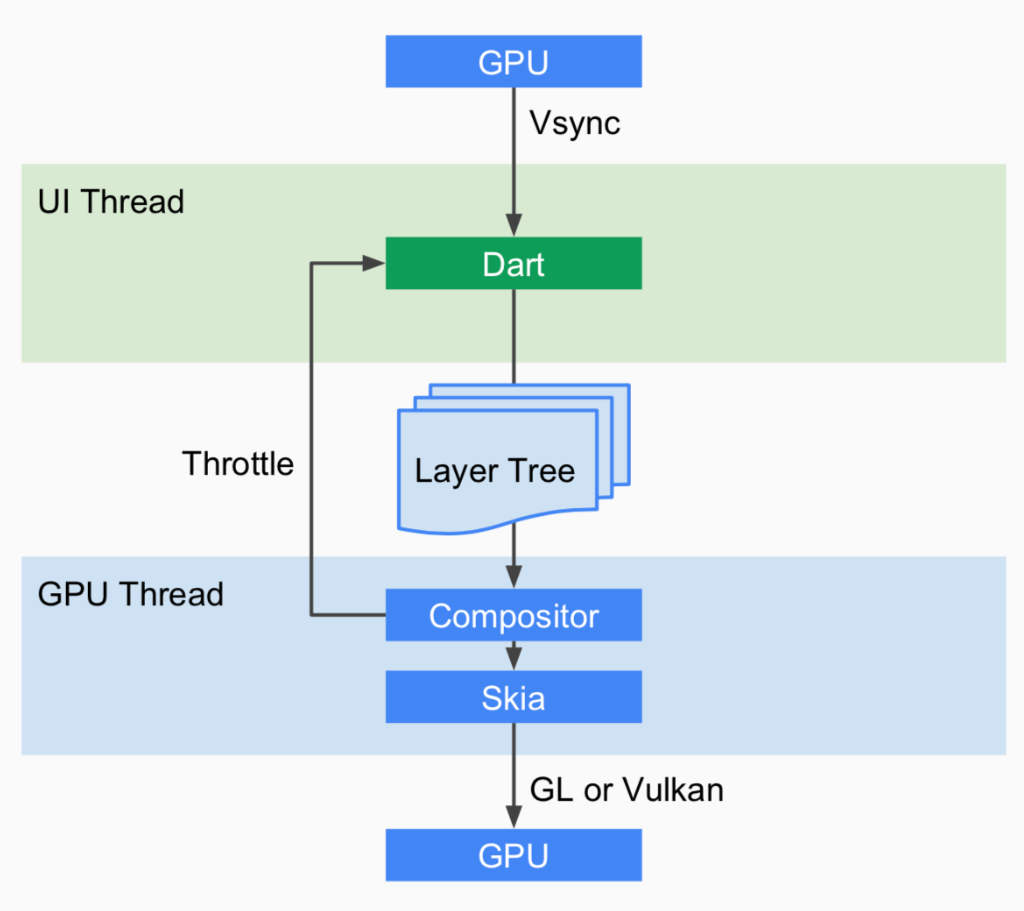 GPU
Vsync
UI Thread
Dart
Throttle
Layer Tree
GPU Thread
Compositor
Skia
GL or Vulkan
GPU